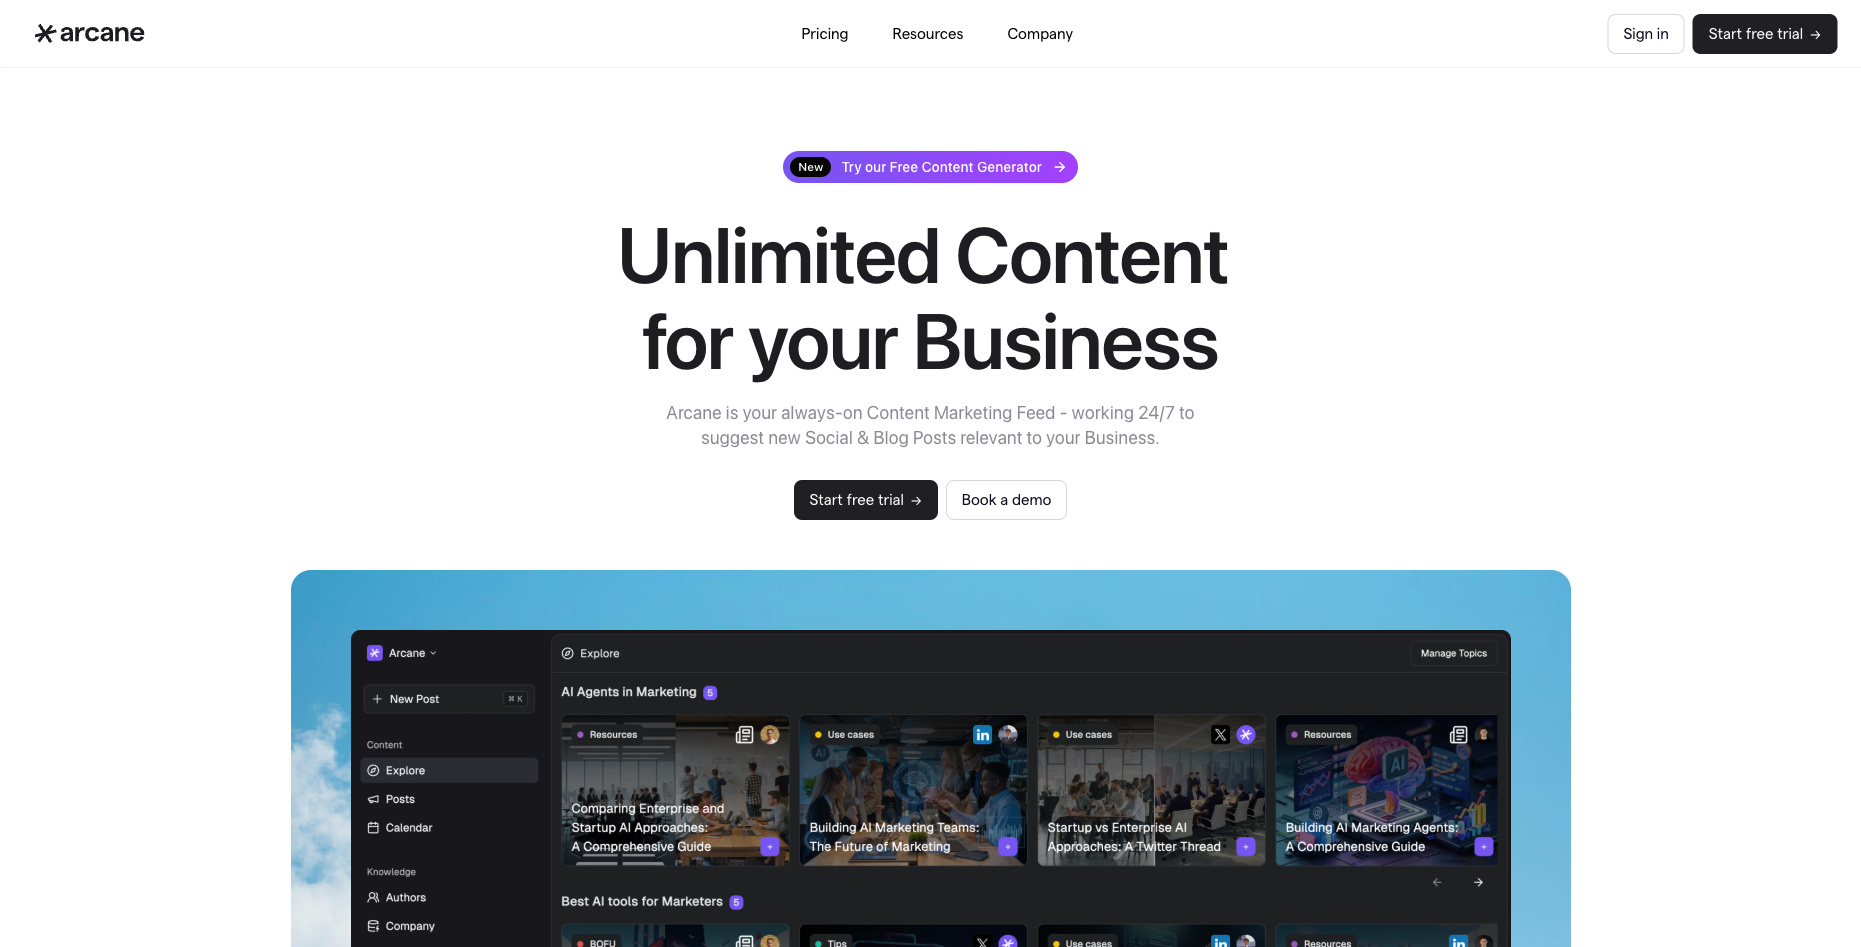 arcane
Pricing
Resources
Company
Sign in
Start free trial →
New Try our Free Content Generator →
Unlimited Content
for your Business
Arcane is your always-on Content Marketing Feed - working 24/7 to
suggest new Social & Blog Posts relevant to your Business.
Start free trial →
Book a demo
Arcane
Explore
Manage Topics
+ New Post
⌘ K
Content
Explore
Posts
Calendar
Knowledge
Authors
Company
AI Agents in Marketing 5
Resources
Comparing Enterprise and
Startup AI Approaches:
A Comprehensive Guide
Use cases
in
AI
Building AI Marketing Teams:
The Future of Marketing
Use cases
X
Startup vs Enterprise AI
Approaches: A Twitter Thread
Resources
AI
Building AI Marketing Agents:
A Comprehensive Guide
← →
Best AI tools for Marketers 5
BOFU
Tips
X
Use cases
in
Resources
in